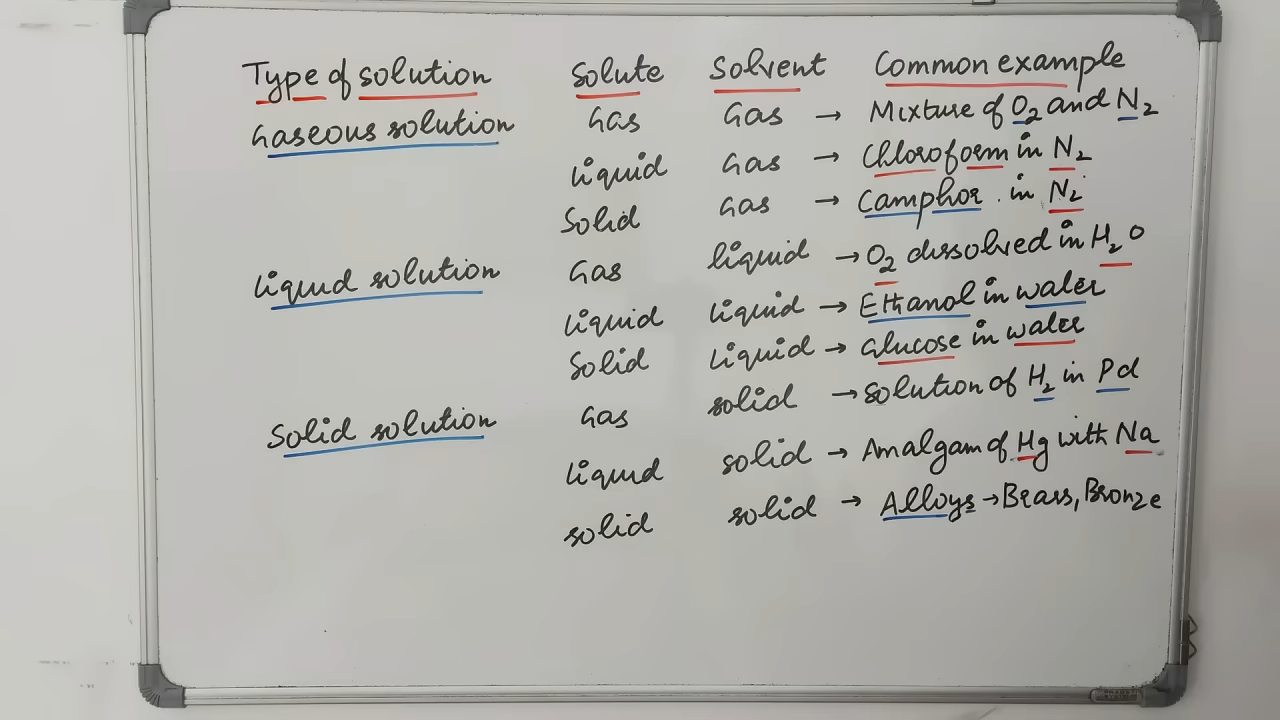 Type of solution Solute Solvent Common example
Gaseous solution Gas Gas → Mixture of O₂ and N₂
Liquid Gas → Chloroform in N₂
Solid Gas → Camphor . in N₂
Liquid solution Gas liquid → O₂ dissolved in H₂O
Liquid Liquid → Ethanol in water
Solid Liquid → Glucose in water
Solid solution Gas solid → Solution of H₂ in Pd
Liquid solid → Amalgam of Hg with Na
solid solid → Alloys → Brass, Bronze